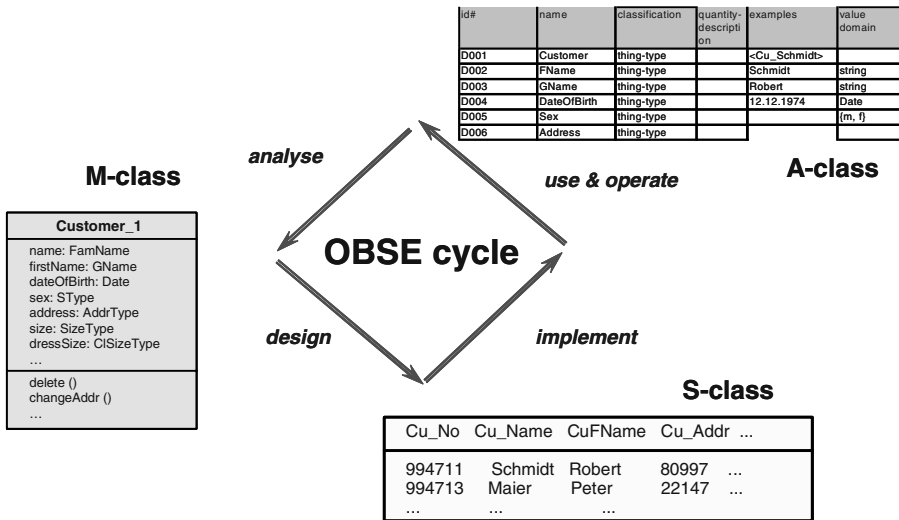 id# name classification quantity- examples value
descripti domain
on
D001 Customer thing-type <Cu_Schmidt>
D002 FName thing-type Schmidt string
D003 GName thing-type Robert string
D004 DateOfBirth thing-type 12.12.1974 Date
D005 Sex thing-type {m, f}
D006 Address thing-type
A-class
analyse
use & operate
M-class
Customer_1
name: FamName
firstName: GName
dateOfBirth: Date
sex: SType
address: AddrType
size: SizeType
dressSize: ClSizeType
...
delete ()
changeAddr ()
...
OBSE cycle
design
implement
S-class
Cu_No Cu_Name CuFName Cu_Addr ...
994711 Schmidt Robert 80997 ...
994713 Maier Peter 22147 ...
... ... ...